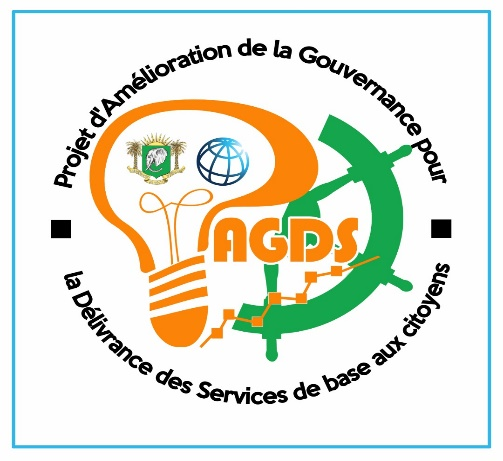 Projet d'Amélioration de la Gouvernance pour
PAGDS
la Délivrance des Services de base aux citoyens